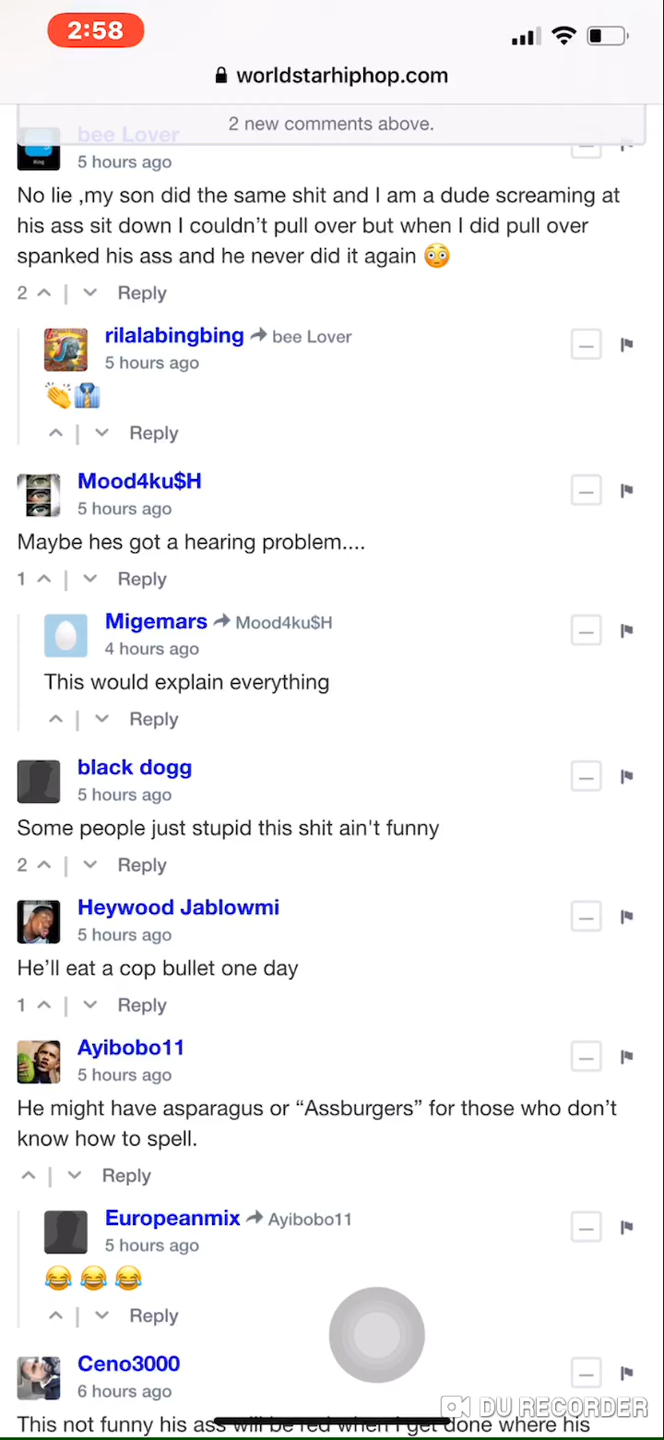 2:58
worldstarhiphop.com
2 new comments above.
bee Lover
5 hours ago
No lie ,my son did the same shit and I am a dude screaming at
his ass sit down I couldn’t pull over but when I did pull over
spanked his ass and he never did it again 😳
2 | Reply
rilalabingbing bee Lover
5 hours ago
👏👔
| Reply
Mood4ku$H
5 hours ago
Maybe hes got a hearing problem....
1 | Reply
Migemars Mood4ku$H
4 hours ago
This would explain everything
| Reply
black dogg
5 hours ago
Some people just stupid this shit ain't funny
2 | Reply
Heywood Jablowmi
5 hours ago
He’ll eat a cop bullet one day
1 | Reply
Ayibobo11
5 hours ago
He might have asparagus or “Assburgers” for those who don’t
know how to spell.
| Reply
Europeanmix Ayibobo11
5 hours ago
😂 😂 😂
| Reply
Ceno3000
6 hours ago
DU RECORDER
This not funny his ass will be red when I get done where his